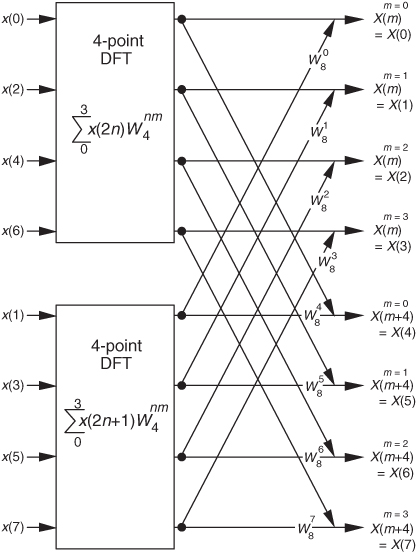 x(0)
x(2)
x(4)
x(6)
4-point
DFT
3
∑x(2n)W₄ⁿᵐ
0
x(1)
x(3)
x(5)
x(7)
4-point
DFT
3
∑x(2n+1)W₄ⁿᵐ
0
W₈⁰
W₈¹
W₈²
W₈³
W₈⁴
W₈⁵
W₈⁶
W₈⁷
m = 0
X(m)
= X(0)
m = 1
X(m)
= X(1)
m = 2
X(m)
= X(2)
m = 3
X(m)
= X(3)
m = 0
X(m+4)
= X(4)
m = 1
X(m+4)
= X(5)
m = 2
X(m+4)
= X(6)
m = 3
X(m+4)
= X(7)